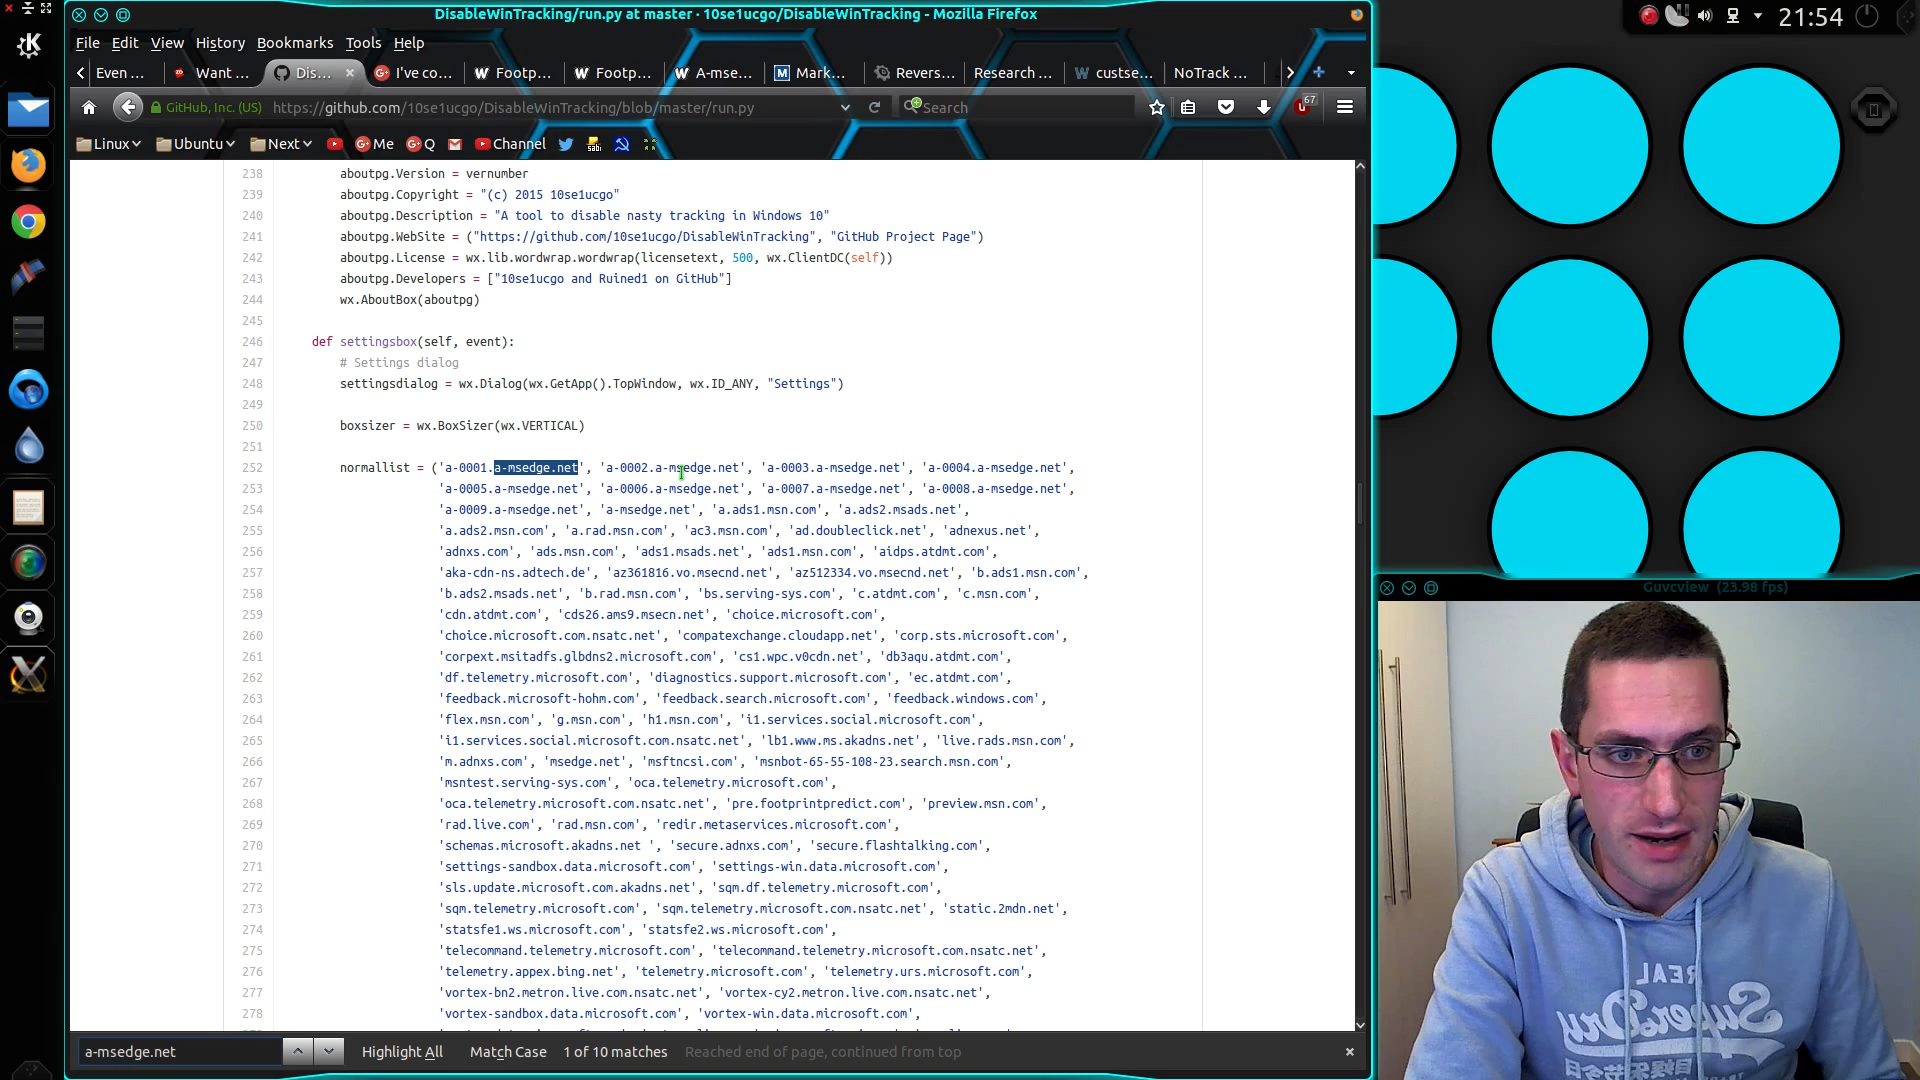 DisableWinTracking/run.py at master · 10se1ucgo/DisableWinTracking - Mozilla Firefox
21:54
File Edit View History Bookmarks Tools Help
Even ... Want ... Dis... I've co... Footp... Footp... A-mse... Mark... Revers... Research ... custse... NoTrack ...
GitHub, Inc. (US) https://github.com/10se1ucgo/DisableWinTracking/blob/master/run.py Search 67
Linux Ubuntu Next Me Q Channel
238 aboutpg.Version = vernumber
239 aboutpg.Copyright = "(c) 2015 10se1ucgo"
240 aboutpg.Description = "A tool to disable nasty tracking in Windows 10"
241 aboutpg.WebSite = ("https://github.com/10se1ucgo/DisableWinTracking", "GitHub Project Page")
242 aboutpg.License = wx.lib.wordwrap.wordwrap(licensetext, 500, wx.ClientDC(self))
243 aboutpg.Developers = ["10se1ucgo and Ruined1 on GitHub"]
244 wx.AboutBox(aboutpg)
245
246 def settingsbox(self, event):
247 # Settings dialog
248 settingsdialog = wx.Dialog(wx.GetApp().TopWindow, wx.ID_ANY, "Settings")
249
250 boxsizer = wx.BoxSizer(wx.VERTICAL)
251
252 normallist = ('a-0001.a-msedge.net', 'a-0002.a-msedge.net', 'a-0003.a-msedge.net', 'a-0004.a-msedge.net',
253 'a-0005.a-msedge.net', 'a-0006.a-msedge.net', 'a-0007.a-msedge.net', 'a-0008.a-msedge.net',
254 'a-0009.a-msedge.net', 'a-msedge.net', 'a.ads1.msn.com', 'a.ads2.msads.net',
255 'a.ads2.msn.com', 'a.rad.msn.com', 'ac3.msn.com', 'ad.doubleclick.net', 'adnexus.net',
256 'adnxs.com', 'ads.msn.com', 'ads1.msads.net', 'ads1.msn.com', 'aidps.atdmt.com',
257 'aka-cdn-ns.adtech.de', 'az361816.vo.msecnd.net', 'az512334.vo.msecnd.net', 'b.ads1.msn.com',
258 'b.ads2.msads.net', 'b.rad.msn.com', 'bs.serving-sys.com', 'c.atdmt.com', 'c.msn.com',
259 'cdn.atdmt.com', 'cds26.ams9.msecn.net', 'choice.microsoft.com',
260 'choice.microsoft.com.nsatc.net', 'compatexchange.cloudapp.net', 'corp.sts.microsoft.com',
261 'corpext.msitadfs.glbdns2.microsoft.com', 'cs1.wpc.v0cdn.net', 'db3aqu.atdmt.com',
262 'df.telemetry.microsoft.com', 'diagnostics.support.microsoft.com', 'ec.atdmt.com',
263 'feedback.microsoft-hohm.com', 'feedback.search.microsoft.com', 'feedback.windows.com',
264 'flex.msn.com', 'g.msn.com', 'h1.msn.com', 'i1.services.social.microsoft.com',
265 'i1.services.social.microsoft.com.nsatc.net', 'lb1.www.ms.akadns.net', 'live.rads.msn.com',
266 'm.adnxs.com', 'msedge.net', 'msftncsi.com', 'msnbot-65-55-108-23.search.msn.com',
267 'msntest.serving-sys.com', 'oca.telemetry.microsoft.com',
268 'oca.telemetry.microsoft.com.nsatc.net', 'pre.footprintpredict.com', 'preview.msn.com',
269 'rad.live.com', 'rad.msn.com', 'redir.metaservices.microsoft.com',
270 'schemas.microsoft.akadns.net ', 'secure.adnxs.com', 'secure.flashtalking.com',
271 'settings-sandbox.data.microsoft.com', 'settings-win.data.microsoft.com',
272 'sls.update.microsoft.com.akadns.net', 'sqm.df.telemetry.microsoft.com',
273 'sqm.telemetry.microsoft.com', 'sqm.telemetry.microsoft.com.nsatc.net', 'static.2mdn.net',
274 'statsfe1.ws.microsoft.com', 'statsfe2.ws.microsoft.com',
275 'telecommand.telemetry.microsoft.com', 'telecommand.telemetry.microsoft.com.nsatc.net',
276 'telemetry.appex.bing.net', 'telemetry.microsoft.com', 'telemetry.urs.microsoft.com',
277 'vortex-bn2.metron.live.com.nsatc.net', 'vortex-cy2.metron.live.com.nsatc.net',
278 'vortex-sandbox.data.microsoft.com', 'vortex-win.data.microsoft.com',
a-msedge.net Highlight All Match Case 1 of 10 matches Reached end of page, continued from top
Guvcview (23.98 fps)
REAL
SuperDry